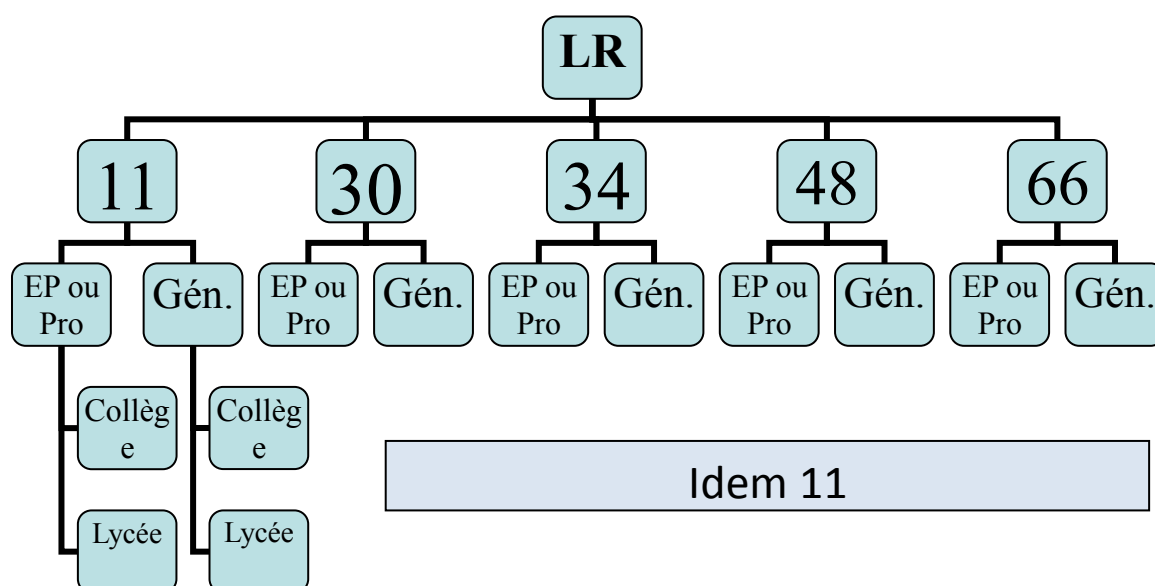 LR
11
30
34
48
66
EP ou
Pro
Gén.
EP ou
Pro
Gén.
EP ou
Pro
Gén.
EP ou
Pro
Gén.
EP ou
Pro
Gén.
Collèg
e
Collèg
e
Idem 11
Lycée
Lycée